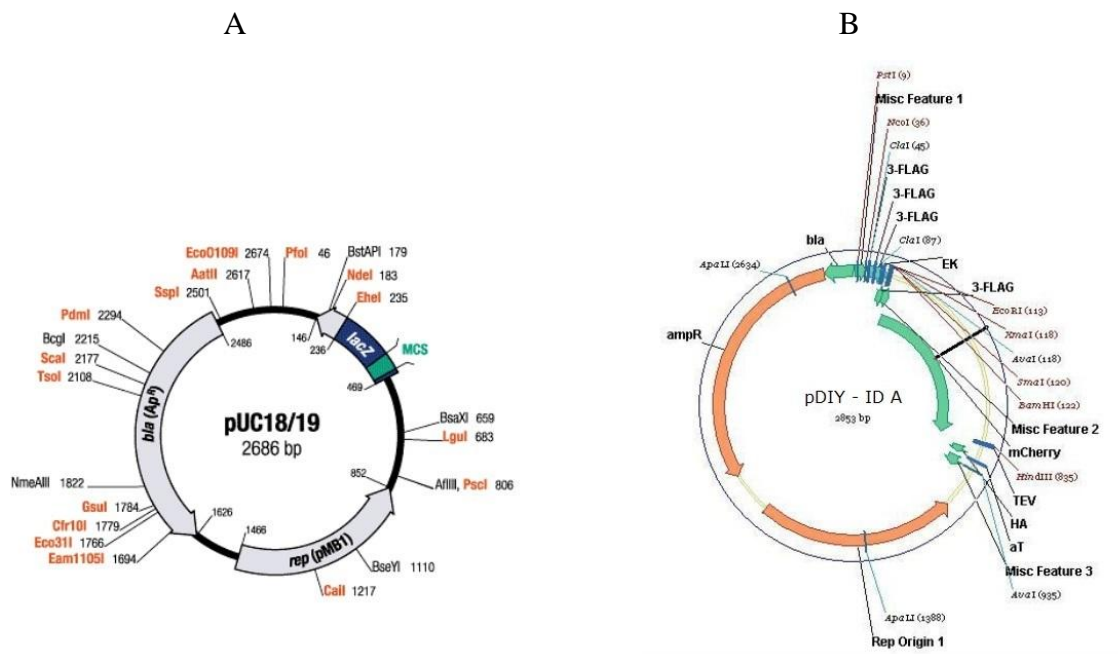 A
B
EcoO109I 2674
PfoI 46
BstAPI 179
AatII 2617
NdeI 183
SspI 2501
EheI 235
PdmI 2294
BcgI 2215
ScaI 2177
TsoI 2108
2486
146
236
lacZ
MCS
469
bla (ApR)
pUC18/19
2686 bp
BsaXI 659
LguI 683
NmeAIII 1822
852
AflIII, PscI 806
GsuI 1784
Cfr10I 1779
Eco31I 1766
Eam1105I 1694
1626
1466
rep (pMB1)
BseYI 1110
CaiI 1217
PstI (9)
Misc Feature 1
NcoI (36)
ClaI (45)
3-FLAG
3-FLAG
3-FLAG
bla
ClaI (87)
ApaLI (2634)
EK
3-FLAG
EcoRI (113)
XmaI (118)
ampR
AvaI (118)
SmaI (120)
pDIY - ID A
2853 bp
BamHI (122)
Misc Feature 2
mCherry
HindIII (835)
TEV
HA
aT
Misc Feature 3
AvaI (935)
ApaLI (1388)
Rep Origin 1